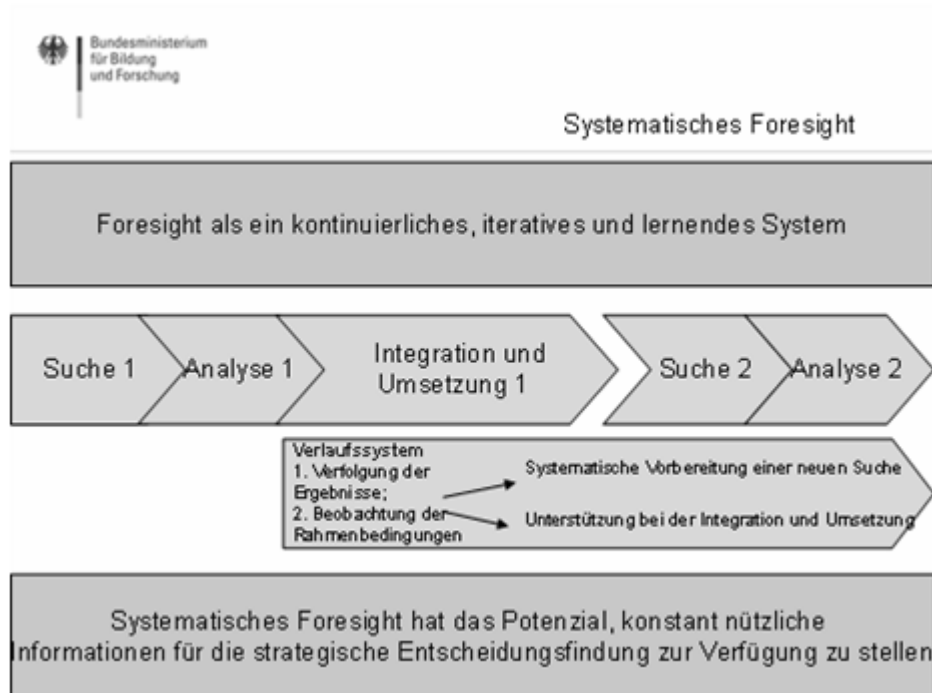 Bundesministerium
für Bildung
und Forschung
Systematisches Foresight
Foresight als ein kontinuierliches, iteratives und lernendes System
Suche 1
Analyse 1
Integration und
Umsetzung 1
Suche 2
Analyse 2
Verlaufssystem
1. Verfolgung der
Ergebnisse;
2. Beobachtung der
Rahmenbedingungen
Systematische Vorbereitung einer neuen Suche
Unterstützung bei der Integration und Umsetzung
Systematisches Foresight hat das Potenzial, konstant nützliche
Informationen für die strategische Entscheidungsfindung zur Verfügung zu stellen